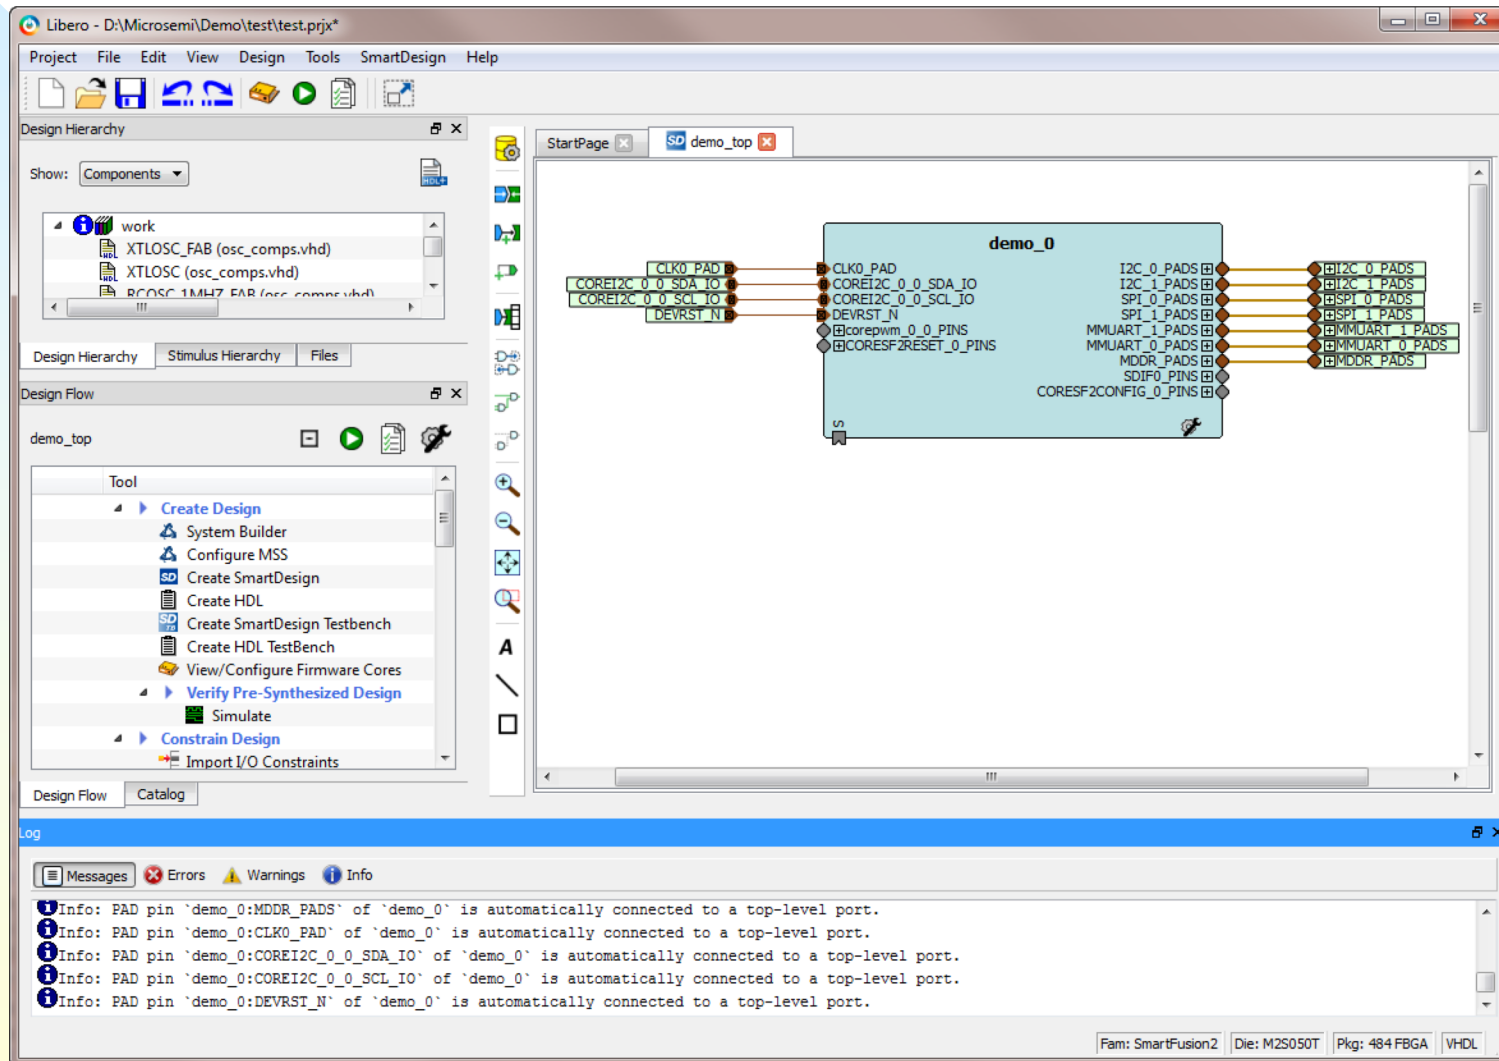 Libero - D:\Microsemi\Demo\test\test.prjx*
Project File Edit View Design Tools SmartDesign Help
Design Hierarchy
Show: Components
HDL+
work
XTLOSC_FAB (osc_comps.vhd)
XTLOSC (osc_comps.vhd)
RCOSC_1MHZ_FAB (osc_comps.vhd)
Design Hierarchy Stimulus Hierarchy Files
Design Flow
demo_top
Tool
Create Design
System Builder
Configure MSS
Create SmartDesign
Create HDL
Create SmartDesign Testbench
Create HDL TestBench
View/Configure Firmware Cores
Verify Pre-Synthesized Design
Simulate
Constrain Design
Import I/O Constraints
Design Flow Catalog
StartPage SD demo_top
demo_0
CLK0_PAD CLK0_PAD I2C_0_PADS I2C_0_PADS
COREI2C_0_0_SDA_IO COREI2C_0_0_SDA_IO I2C_1_PADS I2C_1_PADS
COREI2C_0_0_SCL_IO COREI2C_0_0_SCL_IO SPI_0_PADS SPI_0_PADS
DEVRST_N DEVRST_N SPI_1_PADS SPI_1_PADS
corepwm_0_0_PINS MMUART_1_PADS MMUART_1_PADS
CORESF2RESET_0_PINS MMUART_0_PADS MMUART_0_PADS
MDDR_PADS MDDR_PADS
SDIF0_PINS
CORESF2CONFIG_0_PINS
S
Log
Messages Errors Warnings Info
Info: PAD pin `demo_0:MDDR_PADS` of `demo_0` is automatically connected to a top-level port.
Info: PAD pin `demo_0:CLK0_PAD` of `demo_0` is automatically connected to a top-level port.
Info: PAD pin `demo_0:COREI2C_0_0_SDA_IO` of `demo_0` is automatically connected to a top-level port.
Info: PAD pin `demo_0:COREI2C_0_0_SCL_IO` of `demo_0` is automatically connected to a top-level port.
Info: PAD pin `demo_0:DEVRST_N` of `demo_0` is automatically connected to a top-level port.
Fam: SmartFusion2 Die: M2S050T Pkg: 484 FBGA VHDL